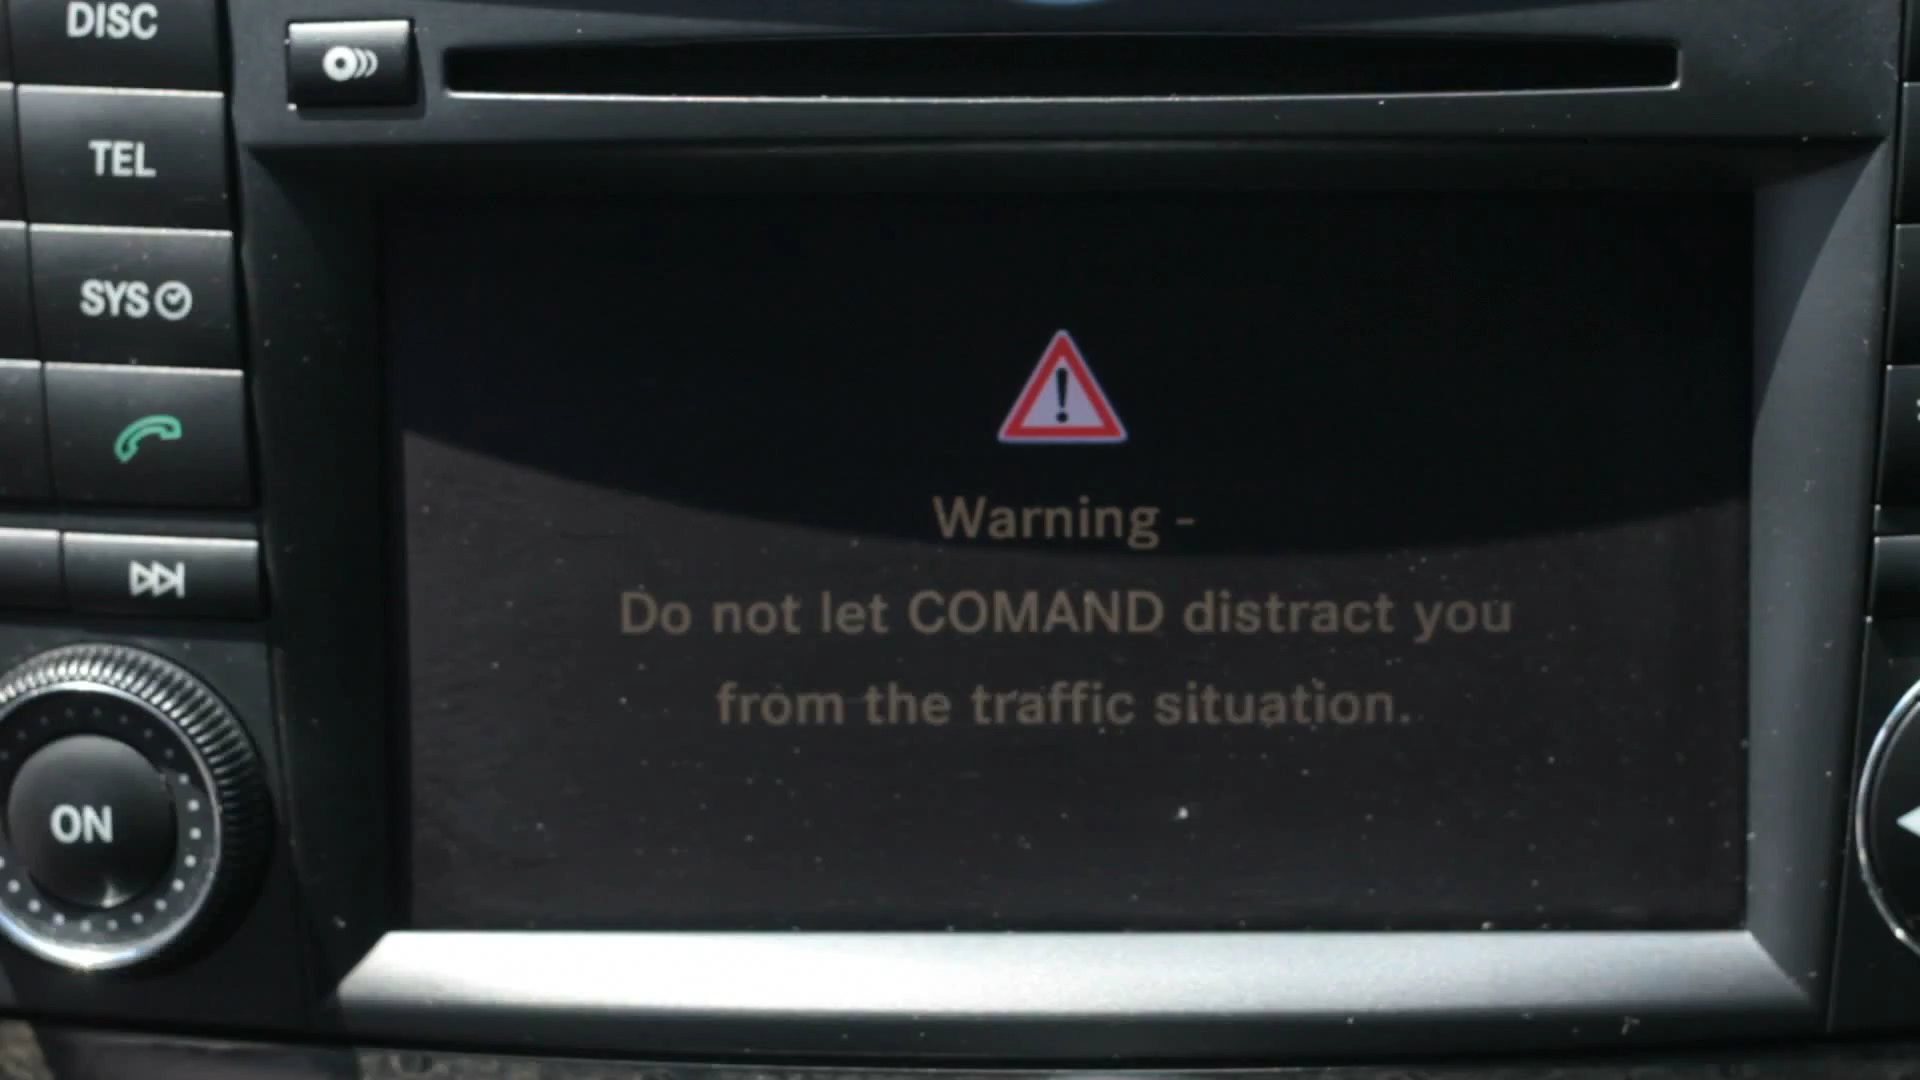 DISC
TEL
SYS
ON
Warning -
Do not let COMAND distract you
from the traffic situation.